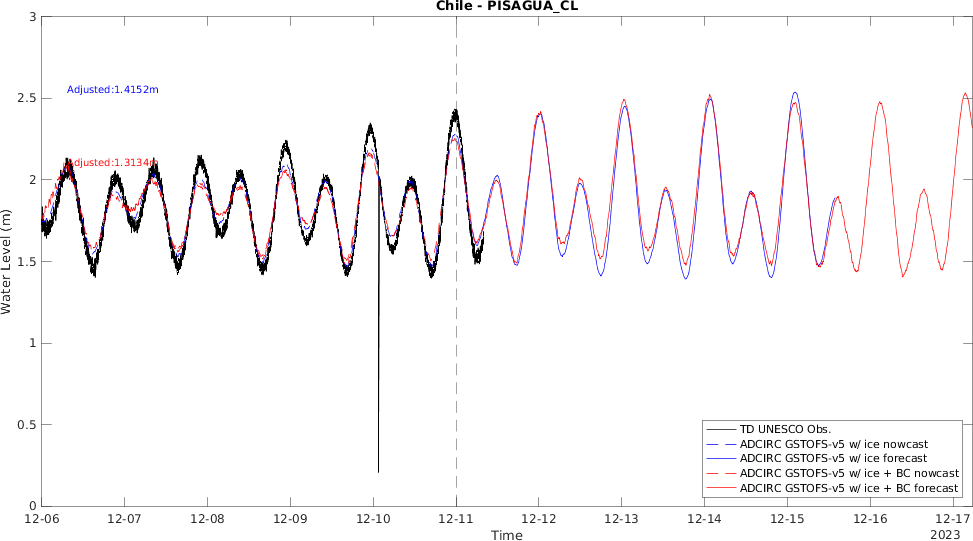 Chile - PISAGUA_CL
3
2.5
2
1.5
1
0.5
0
Water Level (m)
Adjusted:1.4152m
Adjusted:1.3134m
TD UNESCO Obs.
ADCIRC GSTOFS-v5 w/ ice nowcast
ADCIRC GSTOFS-v5 w/ ice forecast
ADCIRC GSTOFS-v5 w/ ice + BC nowcast
ADCIRC GSTOFS-v5 w/ ice + BC forecast
12-06 12-07 12-08 12-09 12-10 12-11 12-12 12-13 12-14 12-15 12-16 12-17
Time
2023